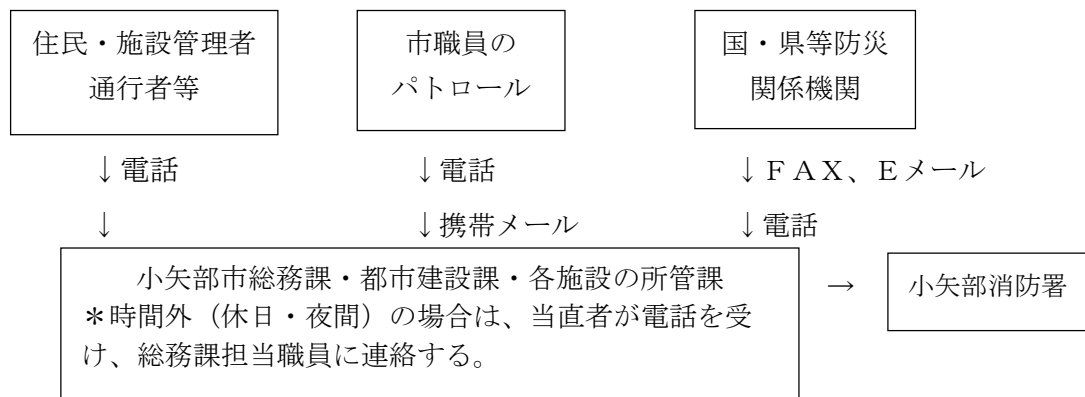 住民・施設管理者
通行者等
市職員の
パトロール
国・県等防災
関係機関
↓電話
↓電話
↓ＦＡＸ、Ｅメール
↓
↓携帯メール
↓電話
小矢部市総務課・都市建設課・各施設の所管課
＊時間外（休日・夜間）の場合は、当直者が電話を受
け、総務課担当職員に連絡する。
→
小矢部消防署